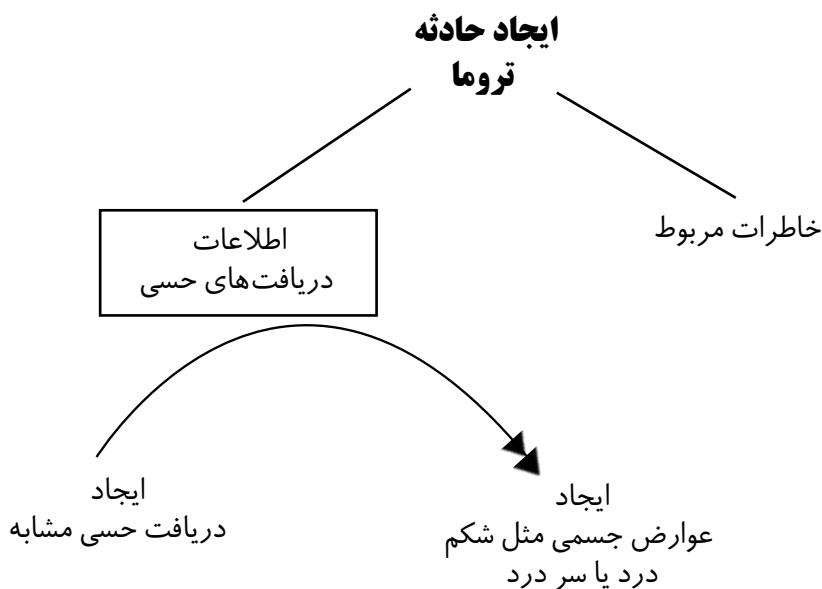 ایجاد حادثه
تروما
خاطرات مربوط
اطلاعات
دریافت‌های حسی
ایجاد
دریافت حسی مشابه
ایجاد
عوارض جسمی مثل شکم
درد یا سر درد